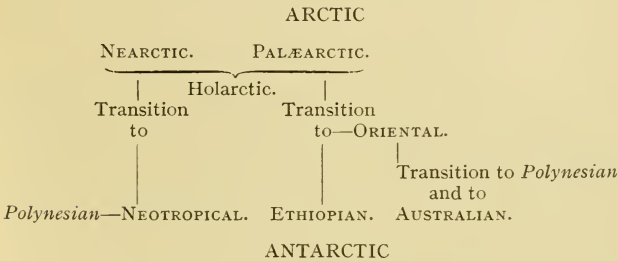 ARCTIC
NEARCTIC. PALÆARCTIC.
Holarctic.
Transition Transition
to to—ORIENTAL.
Transition to Polynesian
and to
Polynesian—NEOTROPICAL. ETHIOPIAN. AUSTRALIAN.
ANTARCTIC